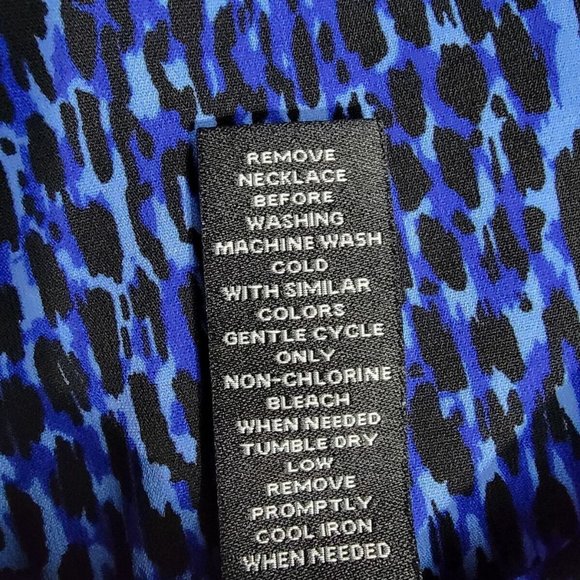 REMOVE
NECKLACE
BEFORE
WASHING
MACHINE WASH
COLD
WITH SIMILAR
COLORS
GENTLE CYCLE
ONLY
NON-CHLORINE
BLEACH
WHEN NEEDED
TUMBLE DRY
LOW
REMOVE
PROMPTLY
COOL IRON
WHEN NEEDED